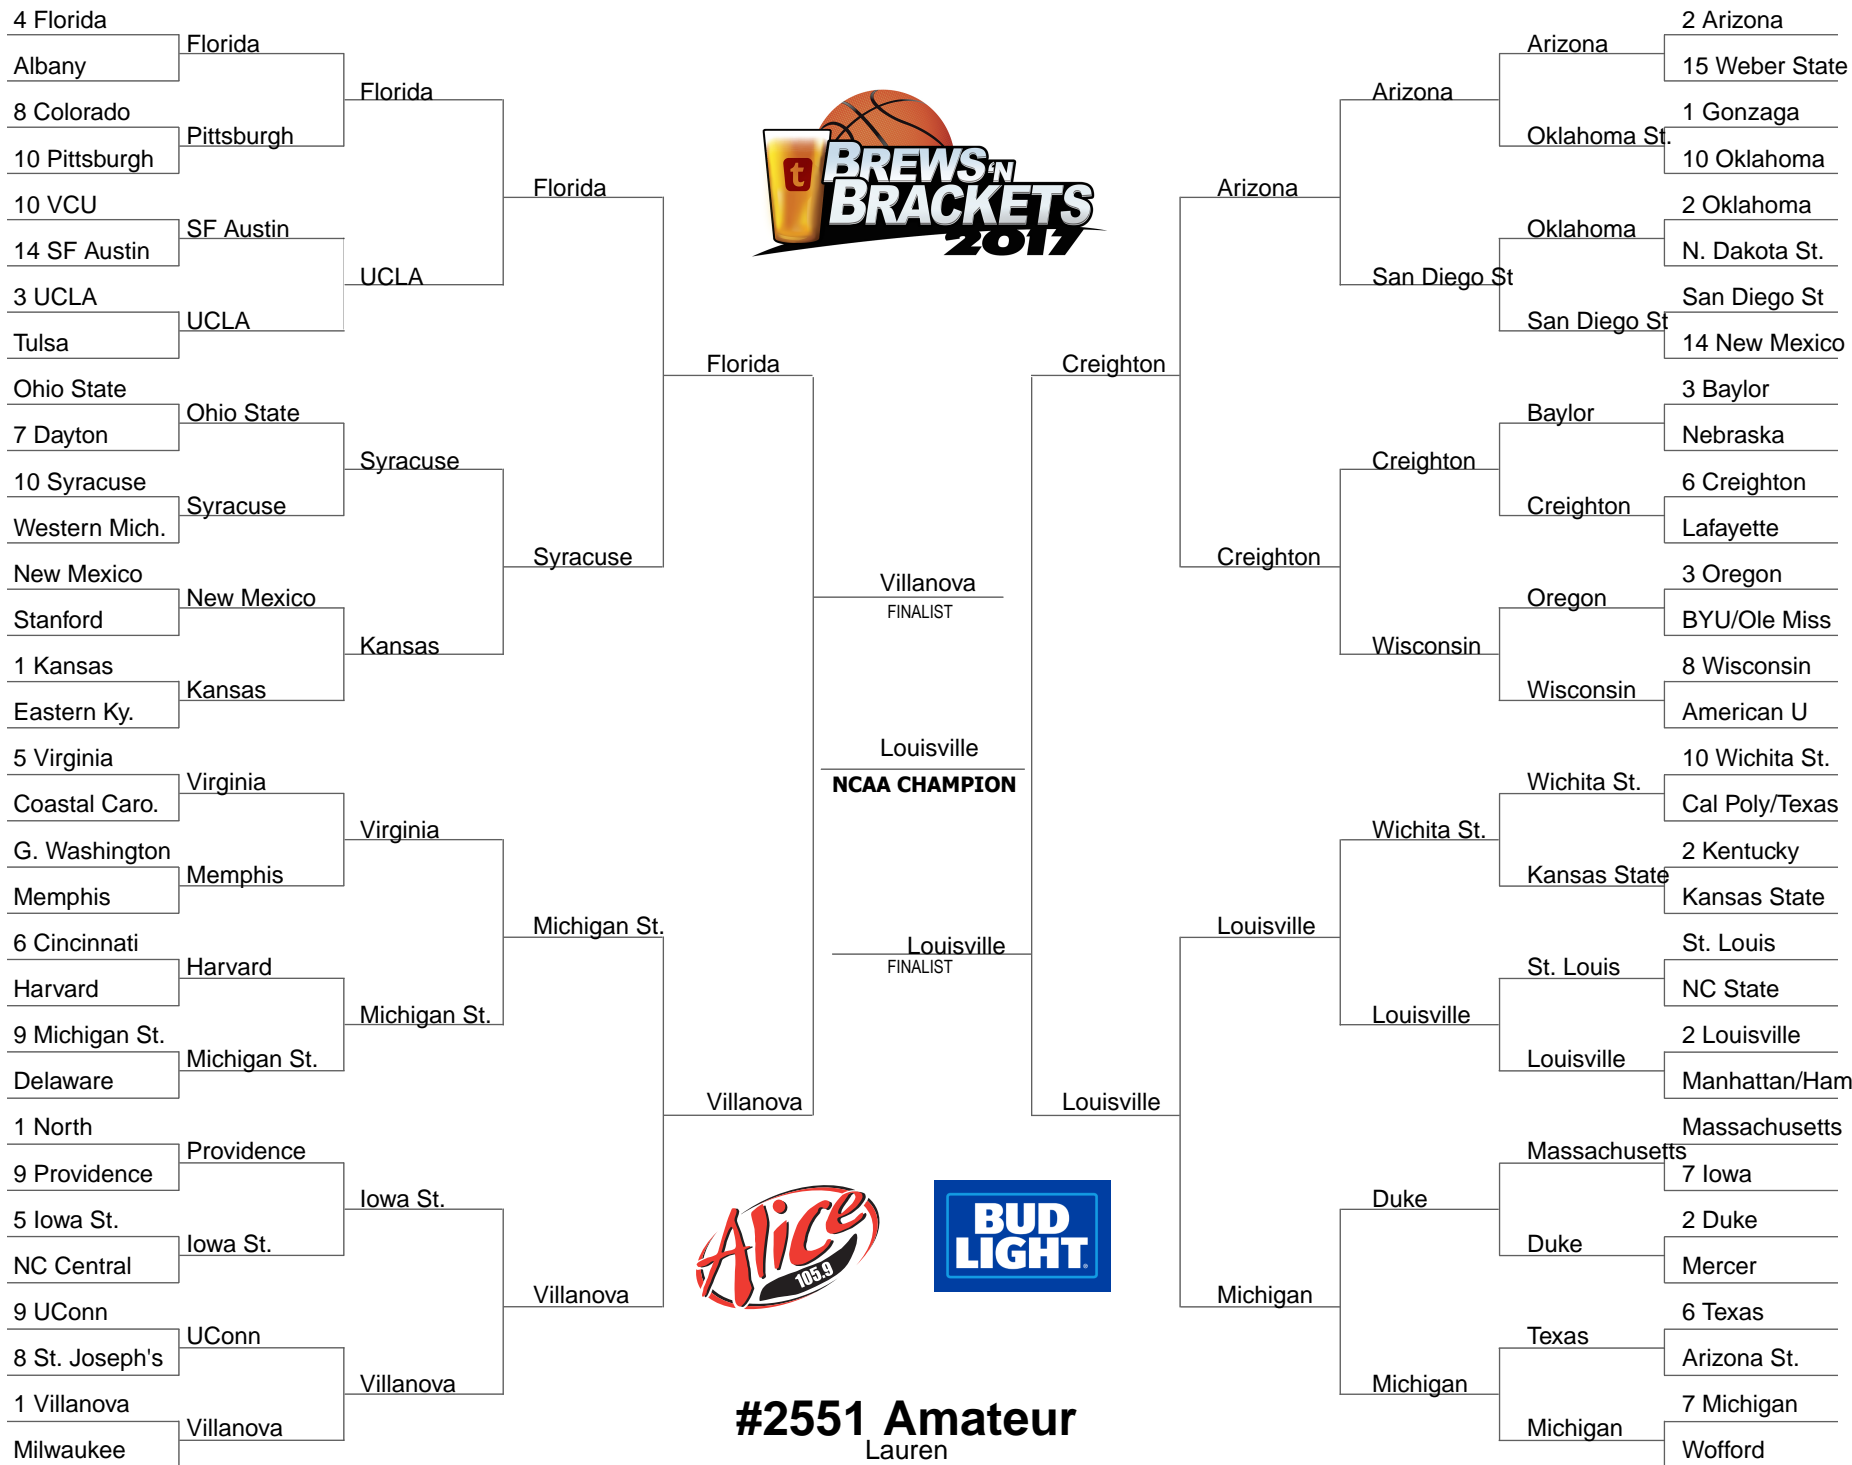 4 Florida
Albany
8 Colorado
10 Pittsburgh
10 VCU
14 SF Austin
3 UCLA
Tulsa
Ohio State
7 Dayton
10 Syracuse
Western Mich.
New Mexico
Stanford
1 Kansas
Eastern Ky.
5 Virginia
Coastal Caro.
G. Washington
Memphis
6 Cincinnati
Harvard
9 Michigan St.
Delaware
1 North
9 Providence
5 Iowa St.
NC Central
9 UConn
8 St. Joseph's
1 Villanova
Milwaukee
Florida
Pittsburgh
SF Austin
UCLA
Ohio State
Syracuse
New Mexico
Kansas
Virginia
Memphis
Harvard
Michigan St.
Providence
Iowa St.
UConn
Villanova
Florida
UCLA
Syracuse
Kansas
Virginia
Michigan St.
Iowa St.
Villanova
Florida
Syracuse
Michigan St.
Villanova
Florida
Villanova
t
BREWS 'N
BRACKETS
2017
Villanova
FINALIST
Louisville
NCAA CHAMPION
Louisville
FINALIST
Alice
105.9
BUD
LIGHT
#2551 Amateur
Lauren
Creighton
Louisville
Arizona
Creighton
Louisville
Michigan
Arizona
San Diego St
Creighton
Wisconsin
Wichita St.
Louisville
Duke
Michigan
Arizona
Oklahoma St.
Oklahoma
San Diego St
Baylor
Creighton
Oregon
Wisconsin
Wichita St.
Kansas State
St. Louis
Louisville
Massachusetts
Duke
Texas
Michigan
2 Arizona
15 Weber State
1 Gonzaga
10 Oklahoma
2 Oklahoma
N. Dakota St.
San Diego St
14 New Mexico
3 Baylor
Nebraska
6 Creighton
Lafayette
3 Oregon
BYU/Ole Miss
8 Wisconsin
American U
10 Wichita St.
Cal Poly/Texas
2 Kentucky
Kansas State
St. Louis
NC State
2 Louisville
Manhattan/Ham
Massachusetts
7 Iowa
2 Duke
Mercer
6 Texas
Arizona St.
7 Michigan
Wofford